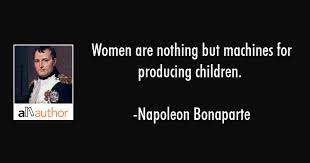 Women are nothing but machines for
producing children.
-Napoleon Bonaparte
allauthor